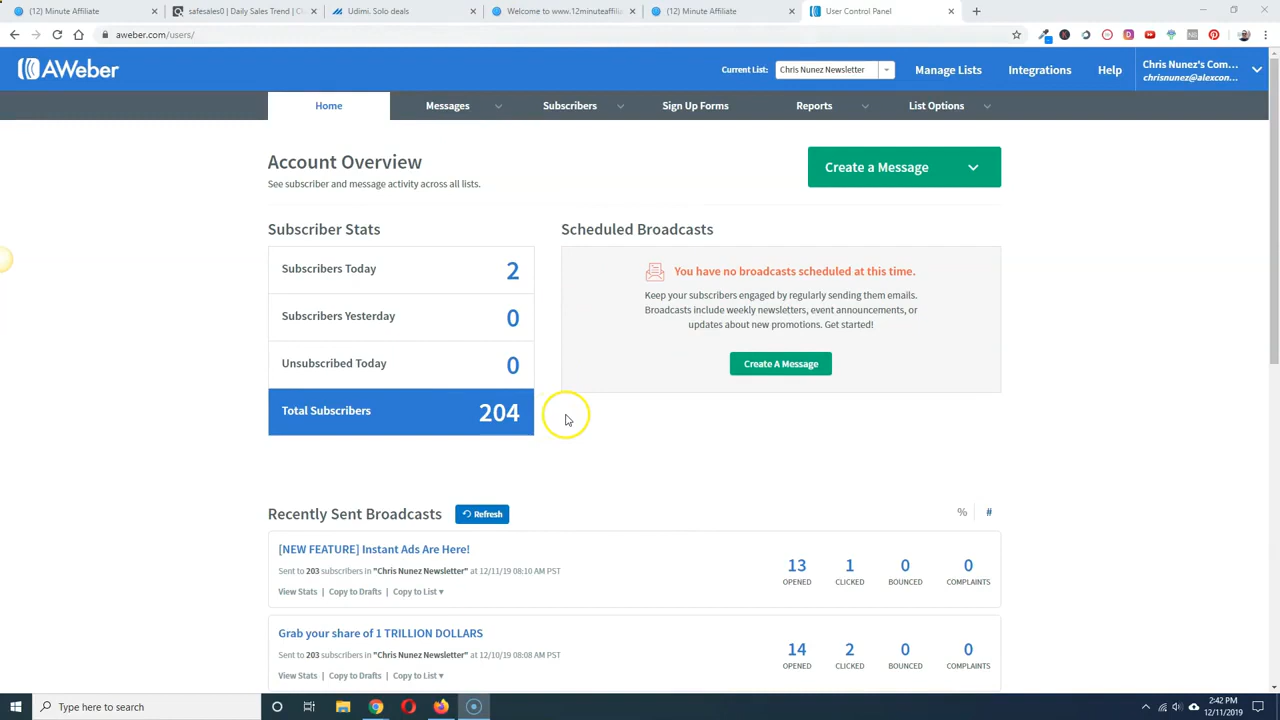 (12) Minute Affiliate
safesales0 | Daily Sales Trend | C
Udimi. Solo deals
Welcome to www.12minuteaffiliate
(12) Minute Affiliate
User Control Panel
aweber.com/users/
AWeber
Current List:
Chris Nunez Newsletter
Manage Lists
Integrations
Help
Chris Nunez's Com...
chrisnunez@alexcon...
Home
Messages
Subscribers
Sign Up Forms
Reports
List Options
Account Overview
See subscriber and message activity across all lists.
Create a Message
Subscriber Stats
Subscribers Today 2
Subscribers Yesterday 0
Unsubscribed Today 0
Total Subscribers 204
Scheduled Broadcasts
You have no broadcasts scheduled at this time.
Keep your subscribers engaged by regularly sending them emails.
Broadcasts include weekly newsletters, event announcements, or
updates about new promotions. Get started!
Create A Message
Recently Sent Broadcasts
Refresh
% #
[NEW FEATURE] Instant Ads Are Here!
Sent to 203 subscribers in "Chris Nunez Newsletter" at 12/11/19 08:10 AM PST
View Stats | Copy to Drafts | Copy to List ▾
13 1 0 0
OPENED CLICKED BOUNCED COMPLAINTS
Grab your share of 1 TRILLION DOLLARS
Sent to 203 subscribers in "Chris Nunez Newsletter" at 12/10/19 08:08 AM PST
View Stats | Copy to Drafts | Copy to List ▾
14 2 0 0
OPENED CLICKED BOUNCED COMPLAINTS
Type here to search
2:42 PM
12/11/2019